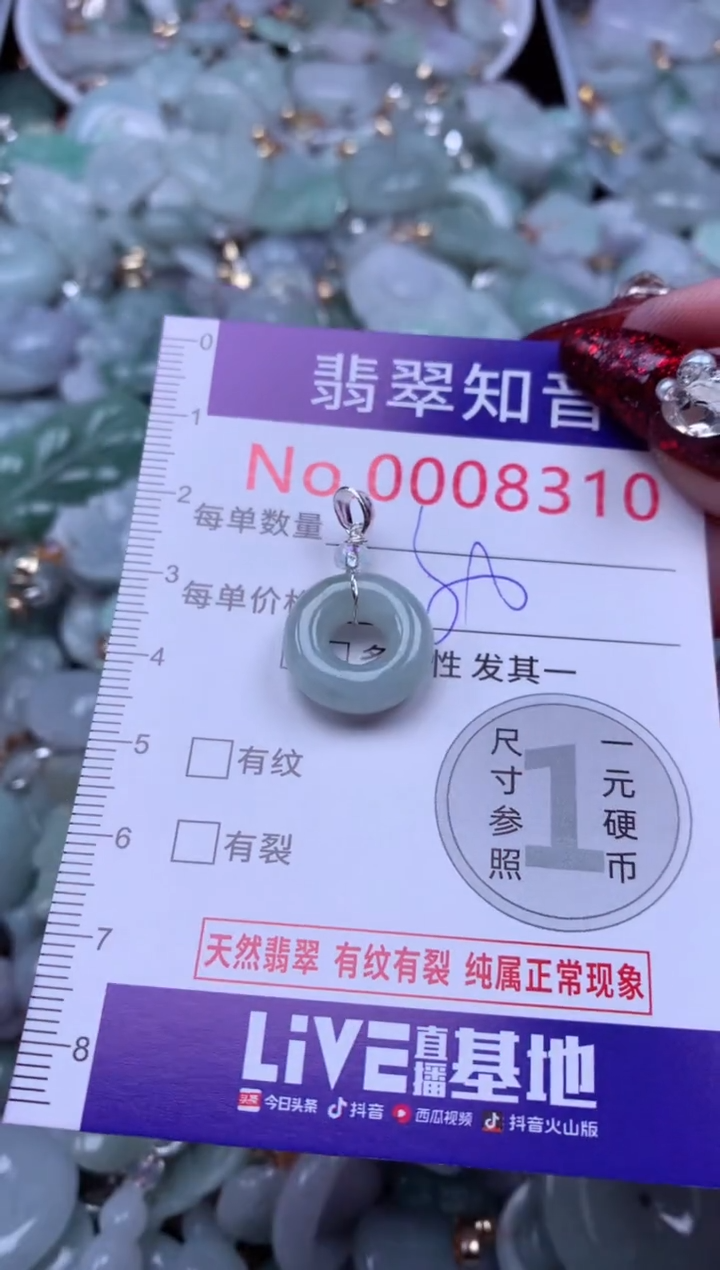 0
翡翠知音
1
No 0008310
2
每单数量
3
每单价格
4
多 性 发其一
5
有纹
尺寸参照
1
一元硬币
6
有裂
7
天然翡翠 有纹有裂 纯属正常现象
8
LiVE直播基地
头条 今日头条 抖音 西瓜视频 抖音火山版